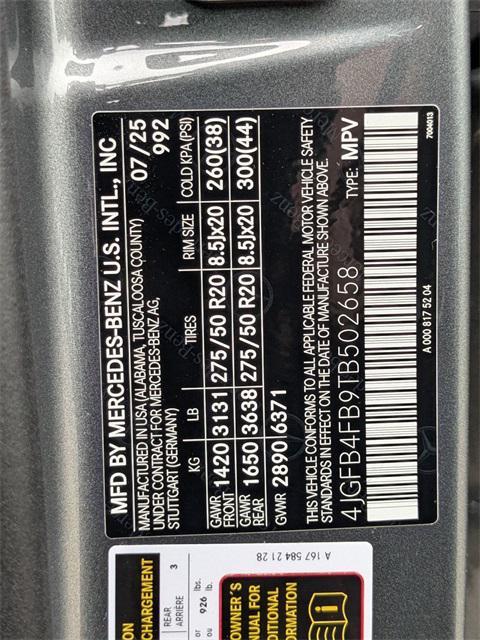 MFD BY MERCEDES-BENZ U.S. INTL., INC
MANUFACTURED IN USA (ALABAMA, TUSCALOOSA COUNTY) 07/25
UNDER CONTRACT FOR MERCEDES-BENZ AG, 992
STUTTGART (GERMANY)
KG LB TIRES RIM SIZE COLD KPA(PSI)
GAWR FRONT 1420 3131 275/50 R20 8.5Jx20 260(38)
GAWR REAR 1650 3638 275/50 R20 8.5Jx20 300(44)
GVWR 2890 6371
THIS VEHICLE CONFORMS TO ALL APPLICABLE FEDERAL MOTOR VEHICLE SAFETY
STANDARDS IN EFFECT ON THE DATE OF MANUFACTURE SHOWN ABOVE.
4JGFB4FB9TB502658 TYPE: MPV
A 000 817 52 04 7004013
CHARGEMENT
REAR
ARRIÈRE
3
ou 926 lbs.
OWNER'S
MANUAL FOR
A 167 584 21 28